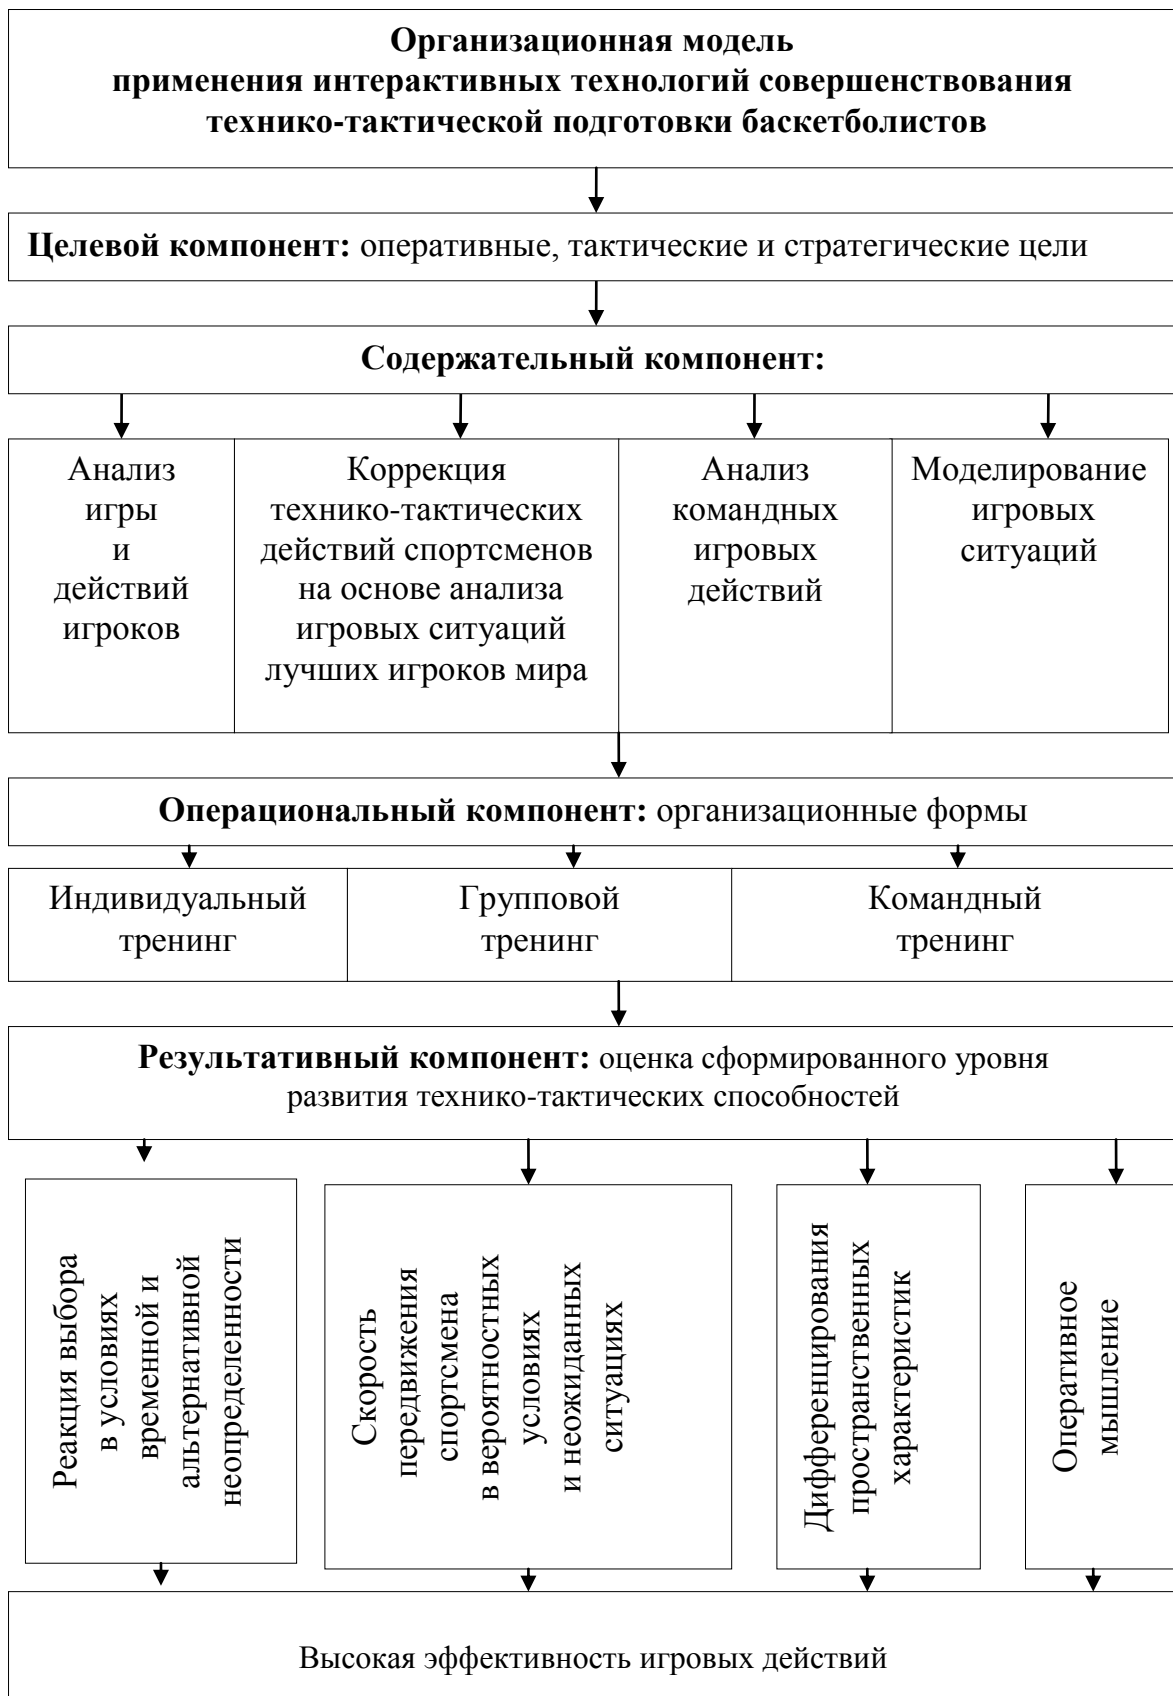 Организационная модель
применения интерактивных технологий совершенствования
технико-тактической подготовки баскетболистов
Целевой компонент: оперативные, тактические и стратегические цели
Содержательный компонент:
Анализ
игры
и
действий
игроков
Коррекция
технико-тактических
действий спортсменов
на основе анализа
игровых ситуаций
лучших игроков мира
Анализ
командных
игровых
действий
Моделирование
игровых
ситуаций
Операциональный компонент: организационные формы
Индивидуальный
тренинг
Групповой
тренинг
Командный
тренинг
Результативный компонент: оценка сформированного уровня
развития технико-тактических способностей
Реакция выбора
в условиях
временной и
альтернативной
неопределенности
Скорость
передвижения
спортсмена
в вероятностных
условиях
и неожиданных
ситуациях
Дифференцирования
пространственных
характеристик
Оперативное
мышление
Высокая эффективность игровых действий